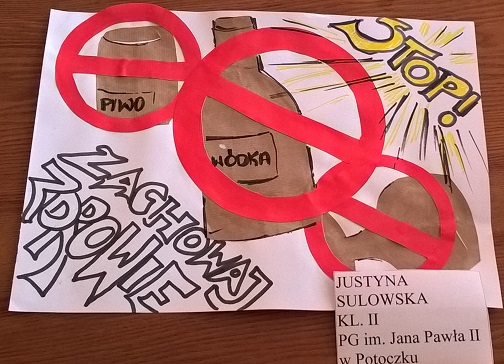 STOP!
PIWO
WÓDKA
ZACHOWAJ
ZDROWIE
JUSTYNA
SULOWSKA
KL. II
PG im. Jana Pawła II
w Potoczku